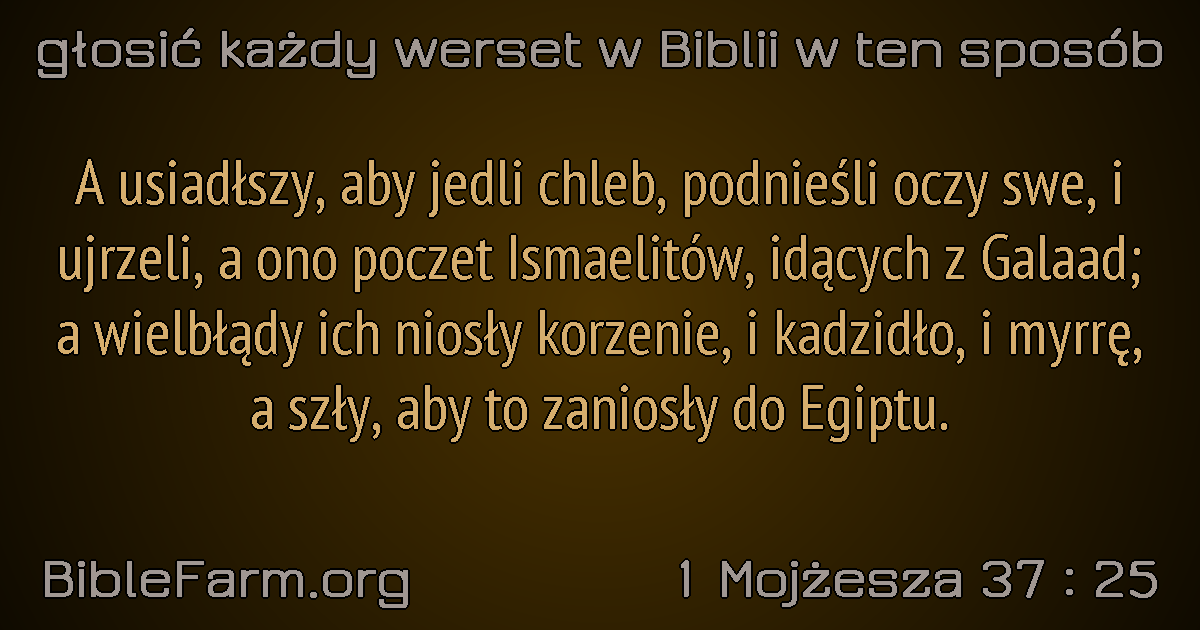 głosić każdy werset w Biblii w ten sposób
A usiadłszy, aby jedli chleb, podnieśli oczy swe, i
ujrzeli, a ono poczet Ismaelitów, idących z Galaad;
a wielbłądy ich niosły korzenie, i kadzidło, i myrrę,
a szły, aby to zaniosły do Egiptu.
BibleFarm.org
1 Mojżesza 37 : 25